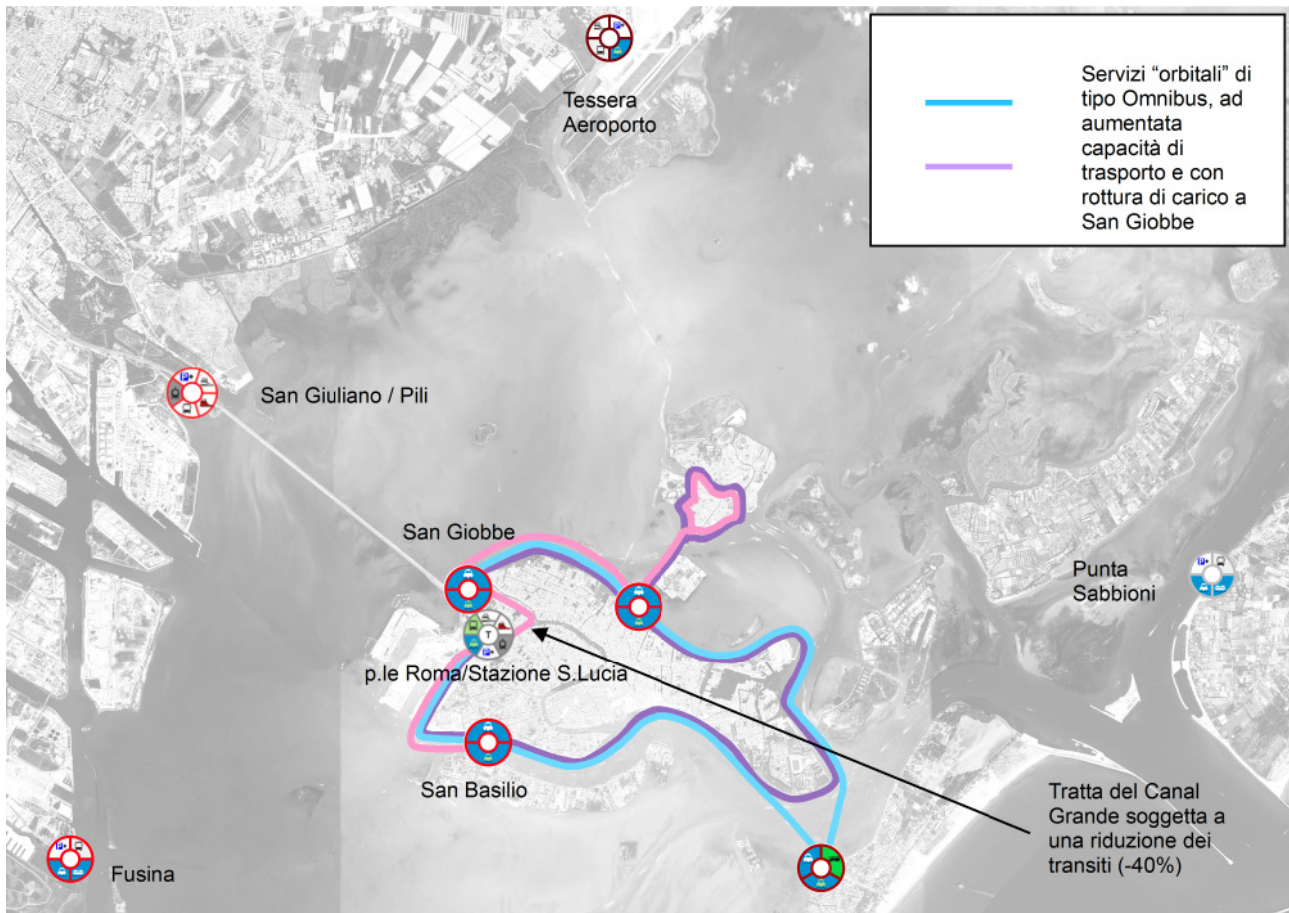 Servizi “orbitali” di
tipo Omnibus, ad
aumentata
capacità di
trasporto e con
rottura di carico a
San Giobbe
Tessera
Aeroporto
San Giuliano / Pili
San Giobbe
Punta
Sabbioni
T
p.le Roma/Stazione S.Lucia
San Basilio
Tratta del Canal
Grande soggetta a
una riduzione dei
transiti (-40%)
Fusina